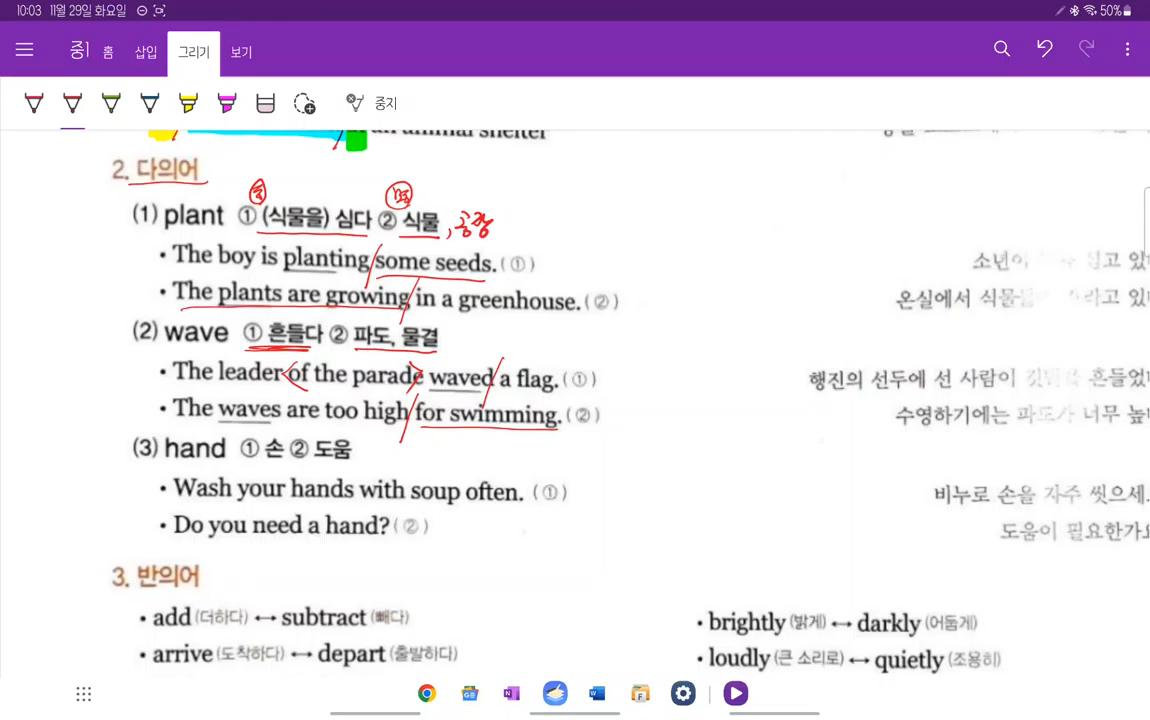 10:03 11월 29일 화요일
50%
중1 홈 삽입 그리기 보기
중지
an animal shelter
2. 다의어
(1) plant ① (식물을) 심다 ② 식물, 공장
• The boy is planting some seeds. (①)
소년이 심고 있
• The plants are growing in a greenhouse. (②)
온실에서 자라고 있
(2) wave ① 흔들다 ② 파도, 물결
• The leader of the parade waved a flag. (①)
행진의 선두에 선 사람이 흔들었
• The waves are too high for swimming. (②)
수영하기에는 파도가 너무 높
(3) hand ① 손 ② 도움
• Wash your hands with soup often. (①)
비누로 손을 자주 씻으세
• Do you need a hand? (②)
도움이 필요한가요
3. 반의어
• add (더하다) ↔ subtract (빼다)
• brightly (밝게) ↔ darkly (어둡게)
• arrive (도착하다) ↔ depart (출발하다)
• loudly (큰 소리로) ↔ quietly (조용히)